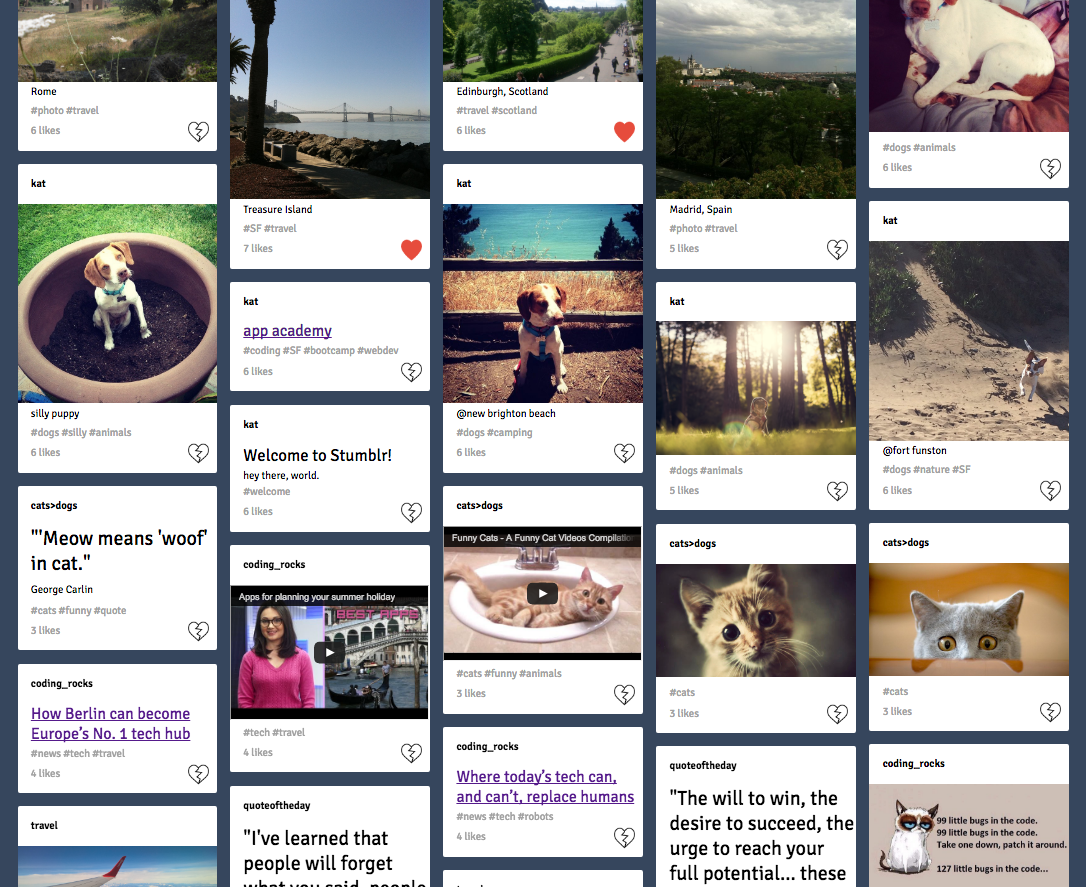 Rome
#photo #travel
6 likes
kat
silly puppy
#dogs #silly #animals
6 likes
cats>dogs
"'Meow means 'woof'
in cat."
George Carlin
#cats #funny #quote
3 likes
coding_rocks
How Berlin can become
Europe's No. 1 tech hub
#news #tech #travel
4 likes
travel
Treasure Island
#SF #travel
7 likes
kat
app academy
#coding #SF #bootcamp #webdev
6 likes
kat
Welcome to Stumblr!
hey there, world.
#welcome
6 likes
coding_rocks
Apps for planning your summer holiday
BEST APPS
#tech #travel
4 likes
quoteoftheday
"I've learned that
people will forget
what you said, people
Edinburgh, Scotland
#travel #scotland
6 likes
kat
@new brighton beach
#dogs #camping
6 likes
cats>dogs
Funny Cats - A Funny Cat Videos Compilation
#cats #funny #animals
3 likes
coding_rocks
Where today's tech can,
and can't, replace humans
#news #tech #robots
4 likes
Madrid, Spain
#photo #travel
5 likes
kat
#dogs #animals
5 likes
cats>dogs
#cats
3 likes
quoteoftheday
"The will to win, the
desire to succeed, the
urge to reach your
full potential... these
#dogs #animals
6 likes
kat
@fort funston
#dogs #nature #SF
6 likes
cats>dogs
#cats
3 likes
coding_rocks
99 little bugs in the code.
99 little bugs in the code.
Take one down, patch it around.
127 little bugs in the code...